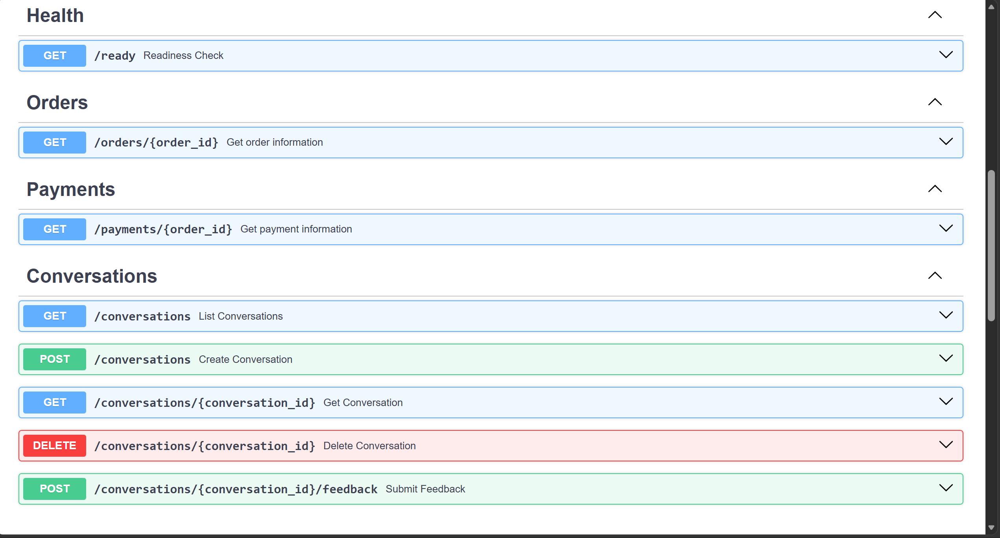 Health
GET /ready Readiness Check
Orders
GET /orders/{order_id} Get order information
Payments
GET /payments/{order_id} Get payment information
Conversations
GET /conversations List Conversations
POST /conversations Create Conversation
GET /conversations/{conversation_id} Get Conversation
DELETE /conversations/{conversation_id} Delete Conversation
POST /conversations/{conversation_id}/feedback Submit Feedback